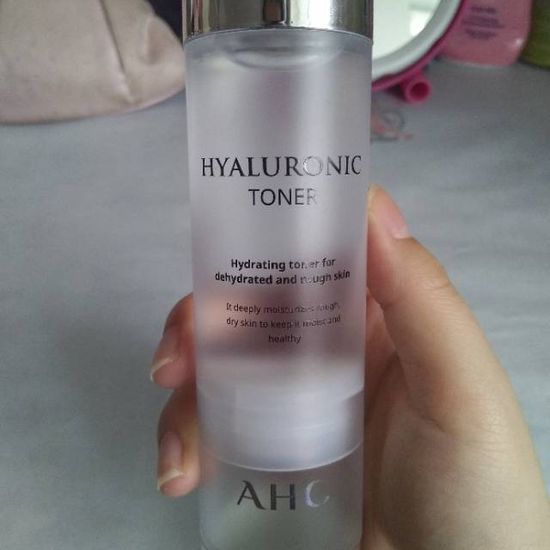 HYALURONIC
TONER
Hydrating toner for
dehydrated and rough skin
It deeply moisturizes rough,
dry skin to keep it moist and
healthy
AHC